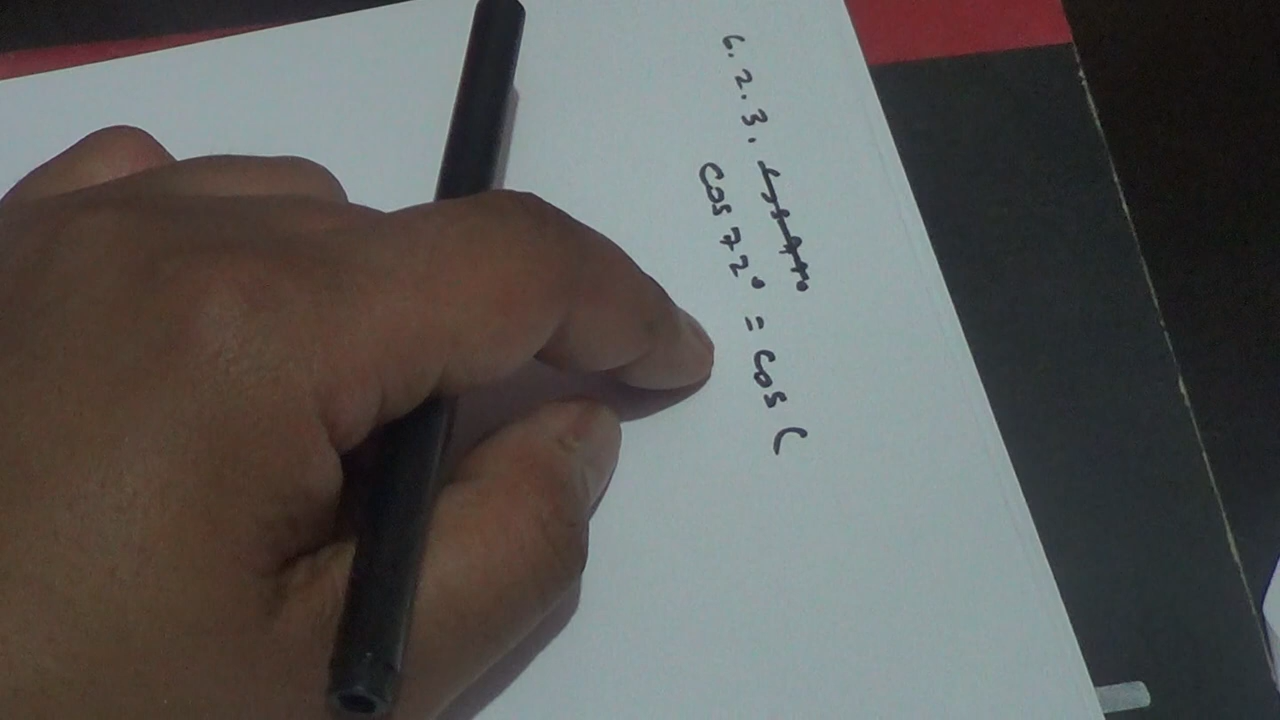 6.2.3.
cos 72° = cos (